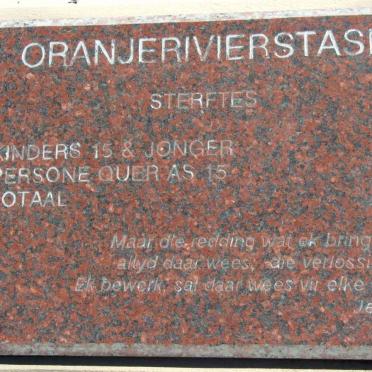 ORANJERIVIERSTASI
STERFTES
KINDERS 15 & JONGER
PERSONE OUER AS 15
TOTAAL
Maar die redding wat ek bring
altyd daar wees; die verlossi
Ek bewerk, sal daar wees vir elke
Je